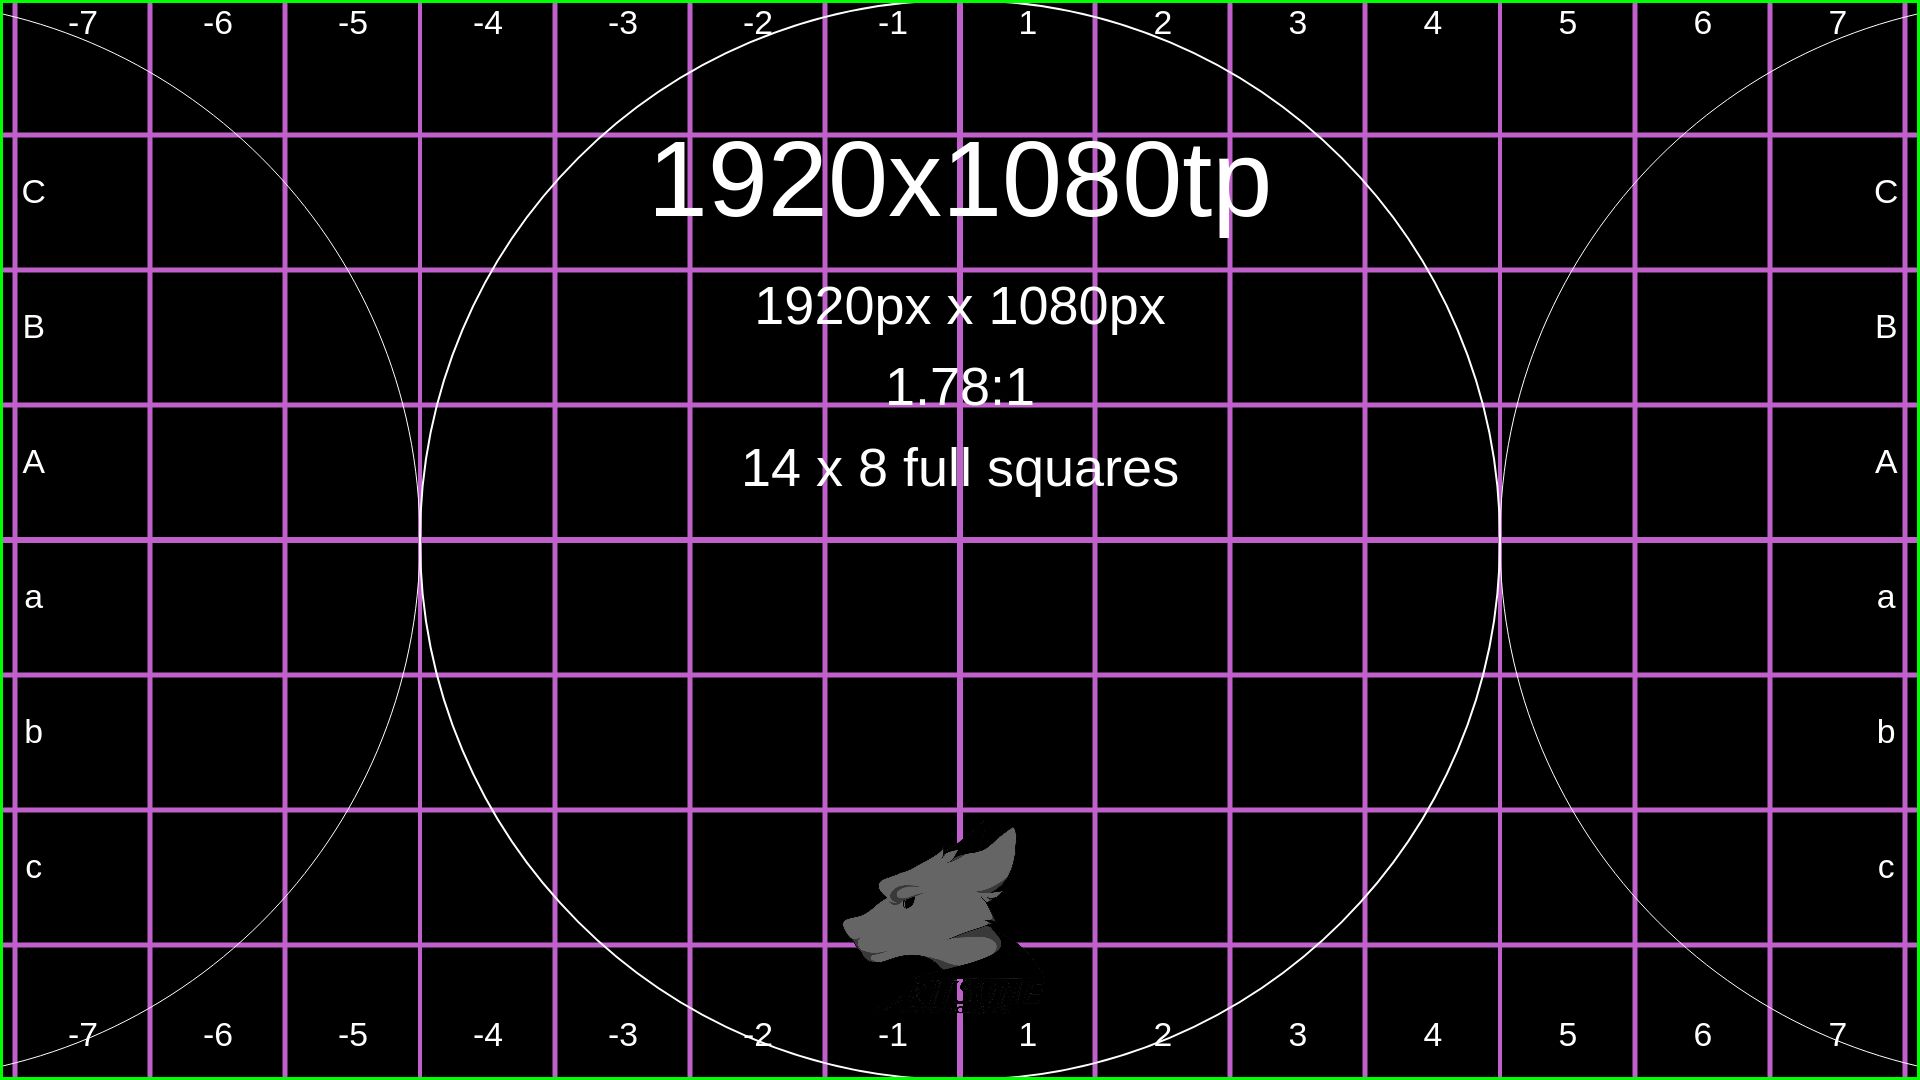 -7 -6 -5 -4 -3 -2 -1 1 2 3 4 5 6 7
1920x1080tp
C C
1920px x 1080px
B B
1.78:1
A A
14 x 8 full squares
a a
b b
c c
-7 -6 -5 -4 -3 -2 -1 1 2 3 4 5 6 7